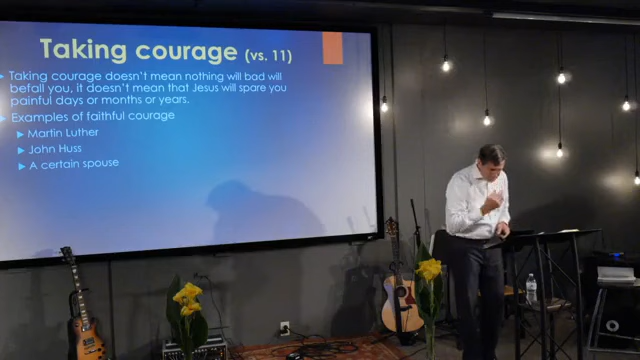 Taking courage (vs. 11)
Taking courage doesn't mean nothing will bad will
befall you, it doesn't mean that Jesus will spare you
painful days or months or years.
Examples of faithful courage
Martin Luther
John Huss
A certain spouse